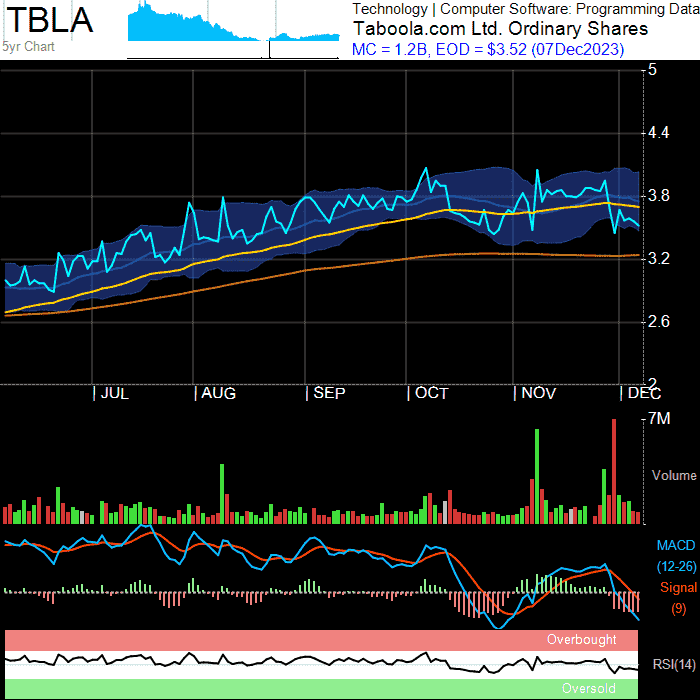 TBLA
5yr Chart
Technology | Computer Software: Programming Data
Taboola.com Ltd. Ordinary Shares
MC = 1.2B, EOD = $3.52 (07Dec2023)
5
4.4
3.8
3.2
2.6
2
JUL
AUG
SEP
OCT
NOV
DEC
7M
Volume
MACD
(12-26)
Signal
(9)
Overbought
RSI(14)
Oversold